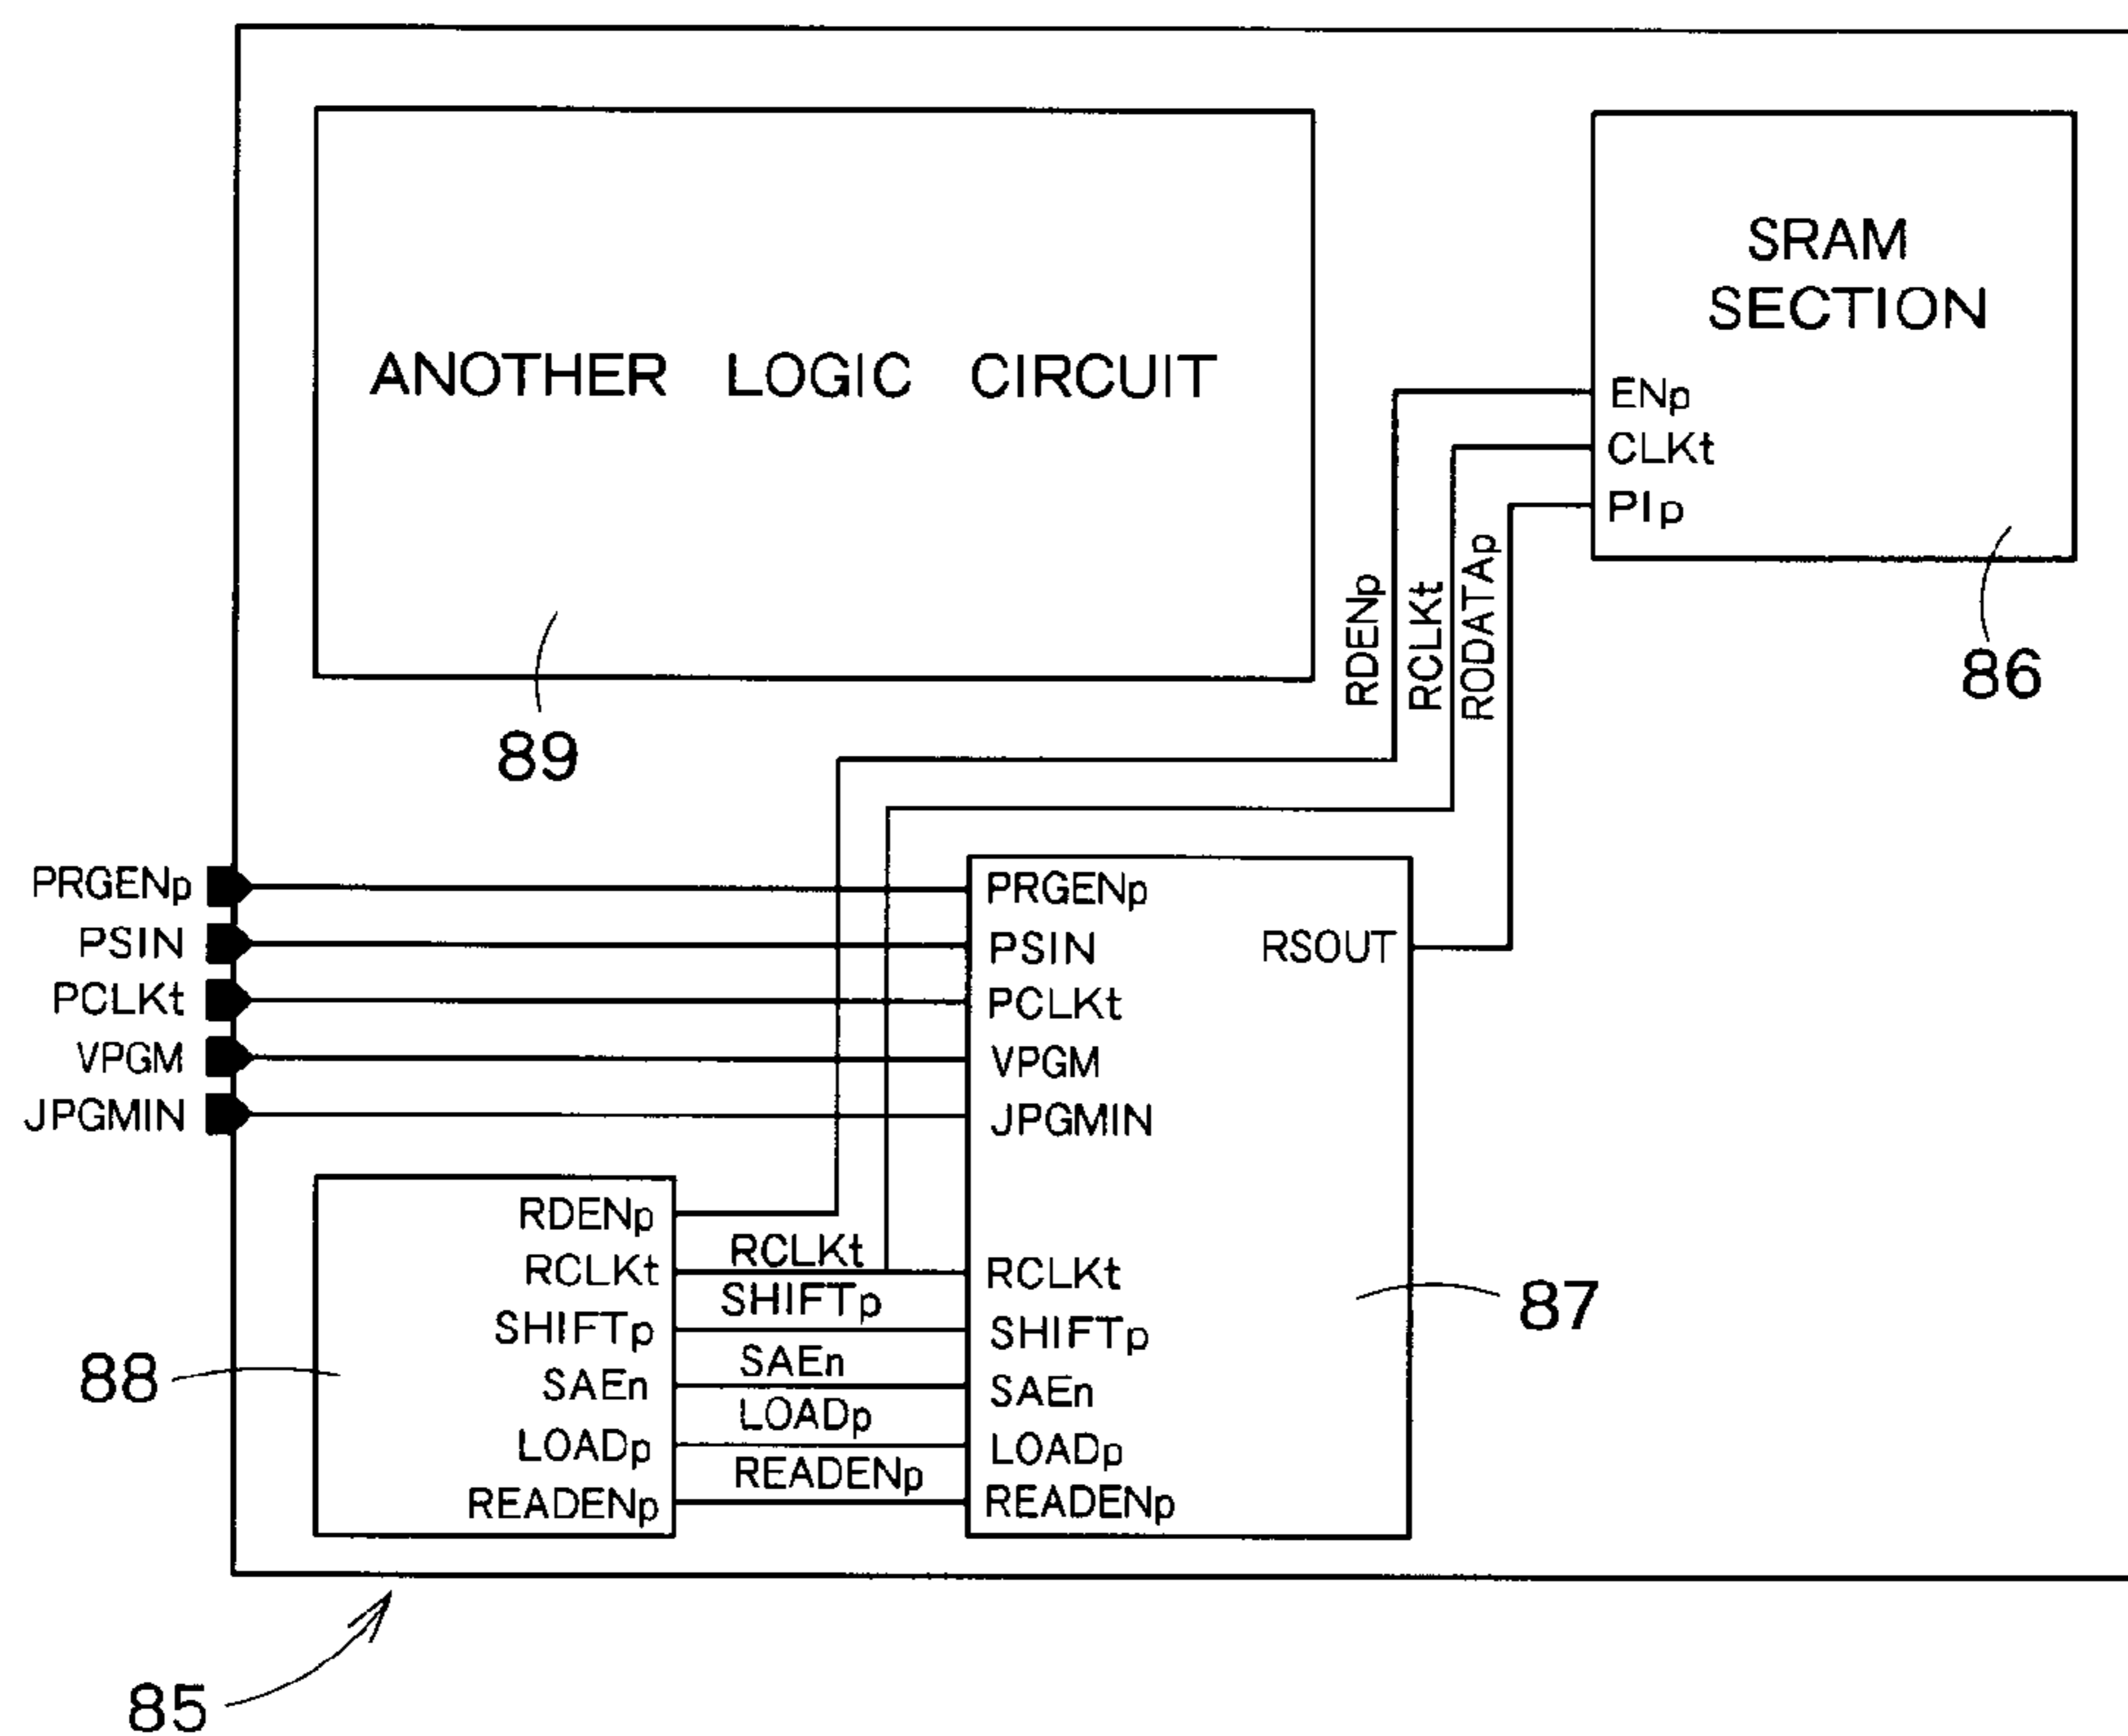 ANOTHER LOGIC CIRCUIT
89
SRAM
SECTION
ENp
CLKt
PIp
86
RDENp
RCLKt
RODATAp
PRGENp
PSIN
PCLKt
VPGM
JPGMIN
PRGENp
PSIN
PCLKt
VPGM
JPGMIN
RSOUT
RCLKt
SHIFTp
SAEn
LOADp
READENp
87
RDENp
RCLKt
SHIFTp
SAEn
LOADp
READENp
RCLKt
SHIFTp
SAEn
LOADp
READENp
88
85